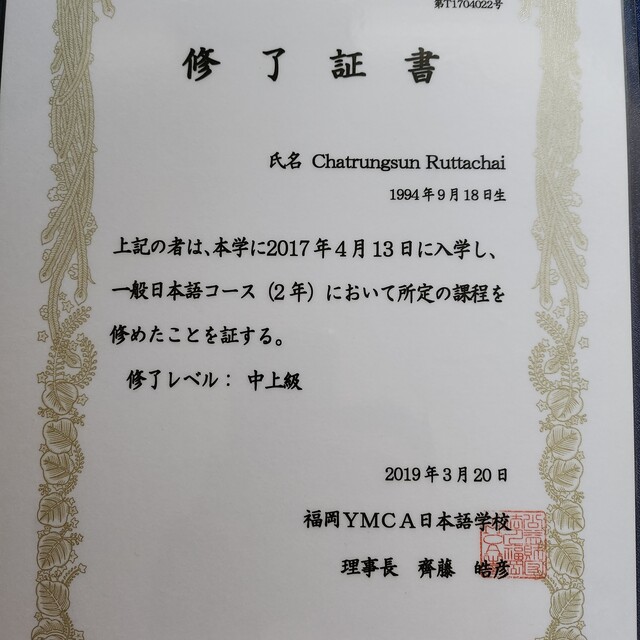 第T1704022号
修了証書
氏名 Chatrungsun Ruttachai
1994年9月18日生
上記の者は、本学に2017年4月13日に入学し、
一般日本語コース（2年）において所定の課程を
修めたことを証する。
修了レベル： 中上級
2019年3月20日
福岡YMCA日本語学校
理事長 齊藤 皓彦